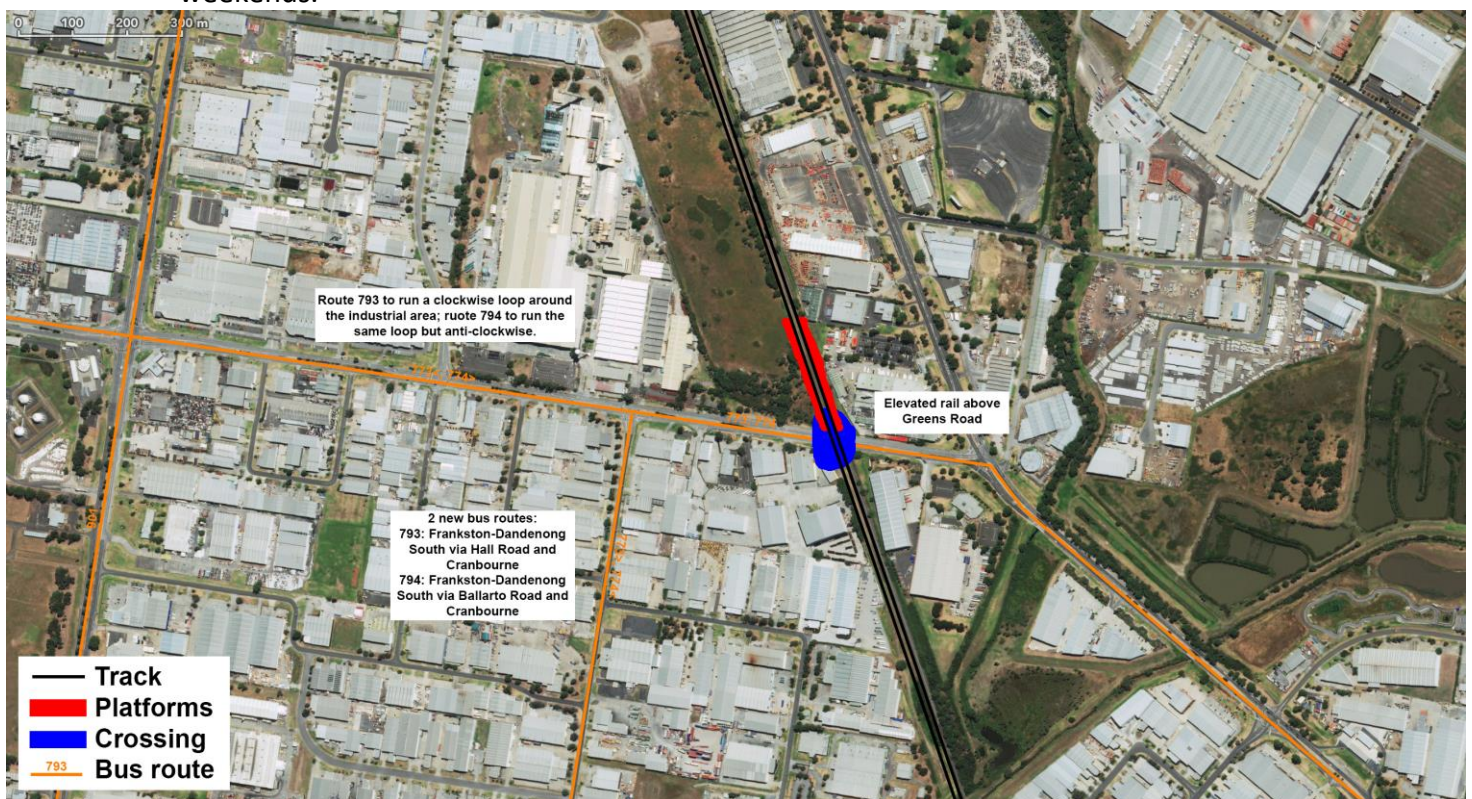 weekends.
0 100 200 300 m
Route 793 to run a clockwise loop around
the industrial area; ruote 794 to run the
same loop but anti-clockwise.
Elevated rail above
Greens Road
901
2 new bus routes:
793: Frankston-Dandenong
South via Hall Road and
Cranbourne
794: Frankston-Dandenong
South via Ballarto Road and
Cranbourne
Track
Platforms
Crossing
793 Bus route